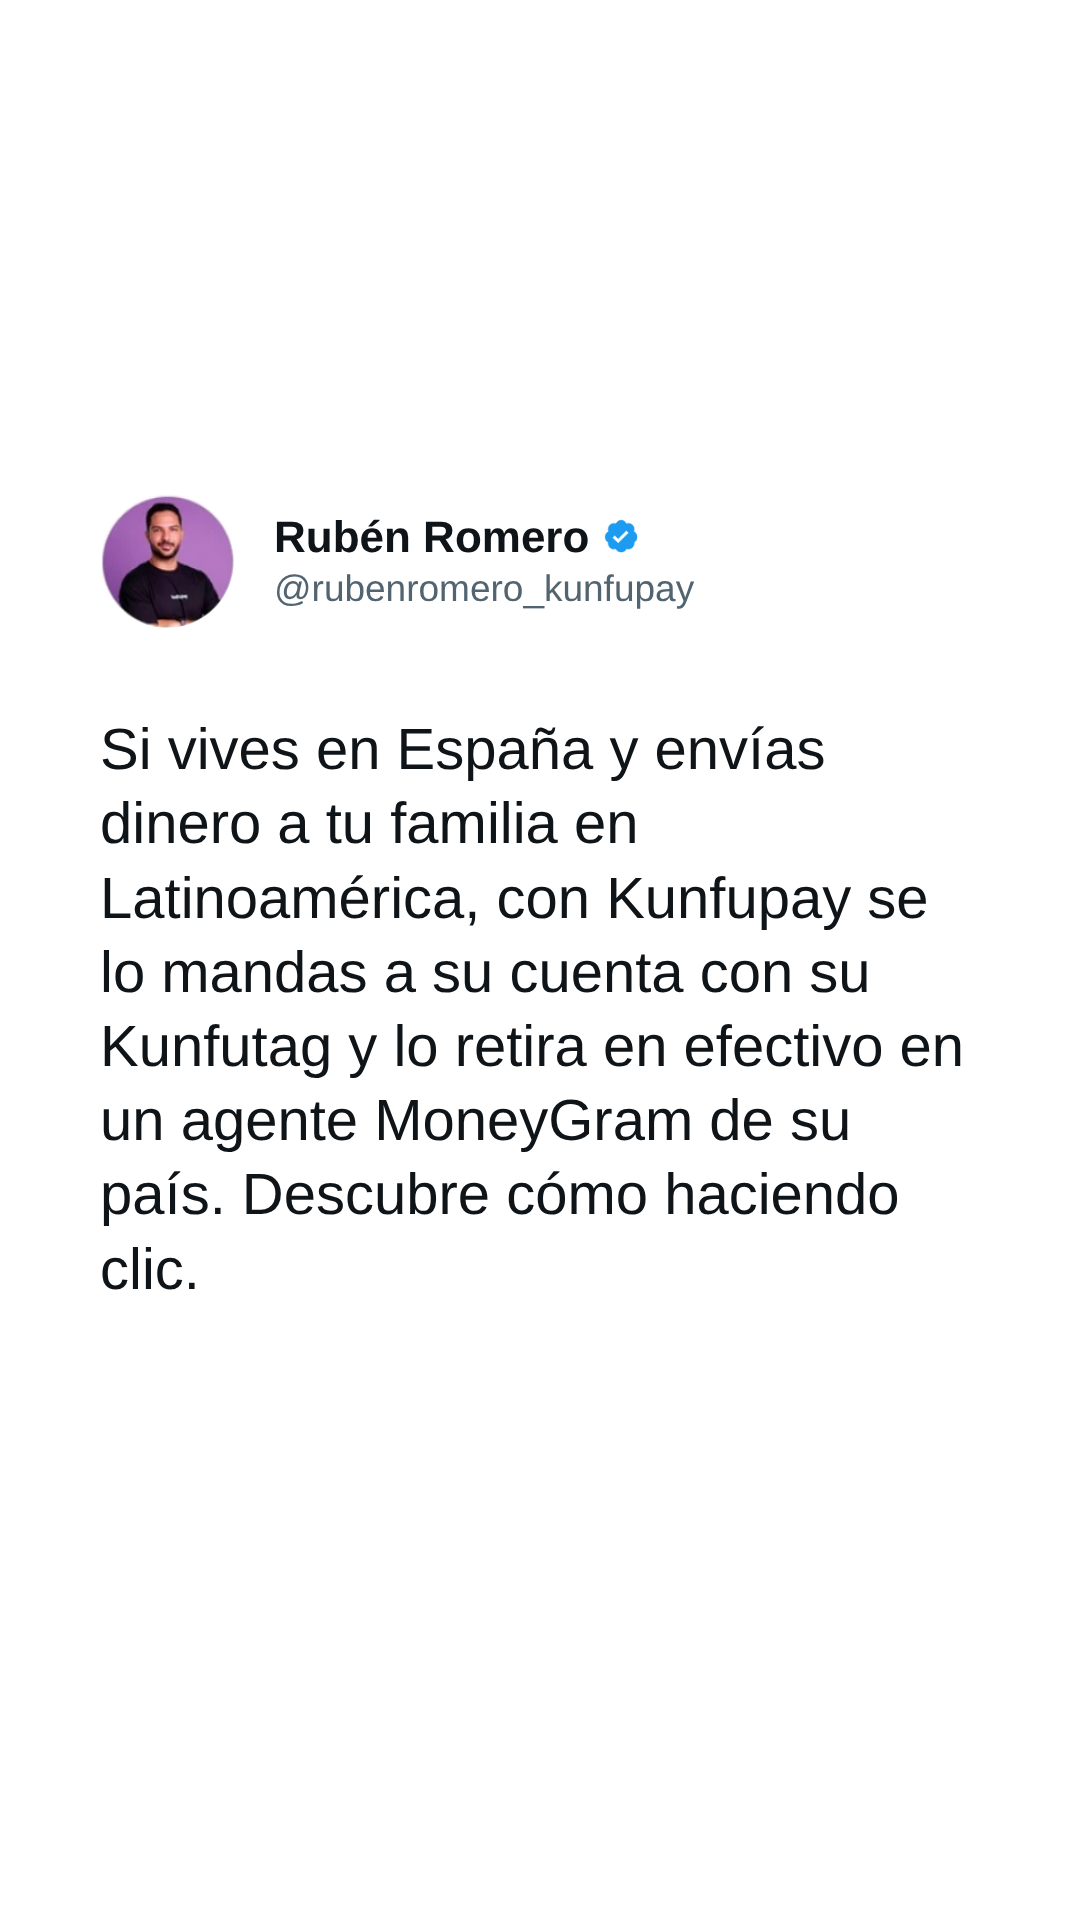 Rubén Romero
@rubenromero_kunfupay
Si vives en España y envías
dinero a tu familia en
Latinoamérica, con Kunfupay se
lo mandas a su cuenta con su
Kunfutag y lo retira en efectivo en
un agente MoneyGram de su
país. Descubre cómo haciendo
clic.